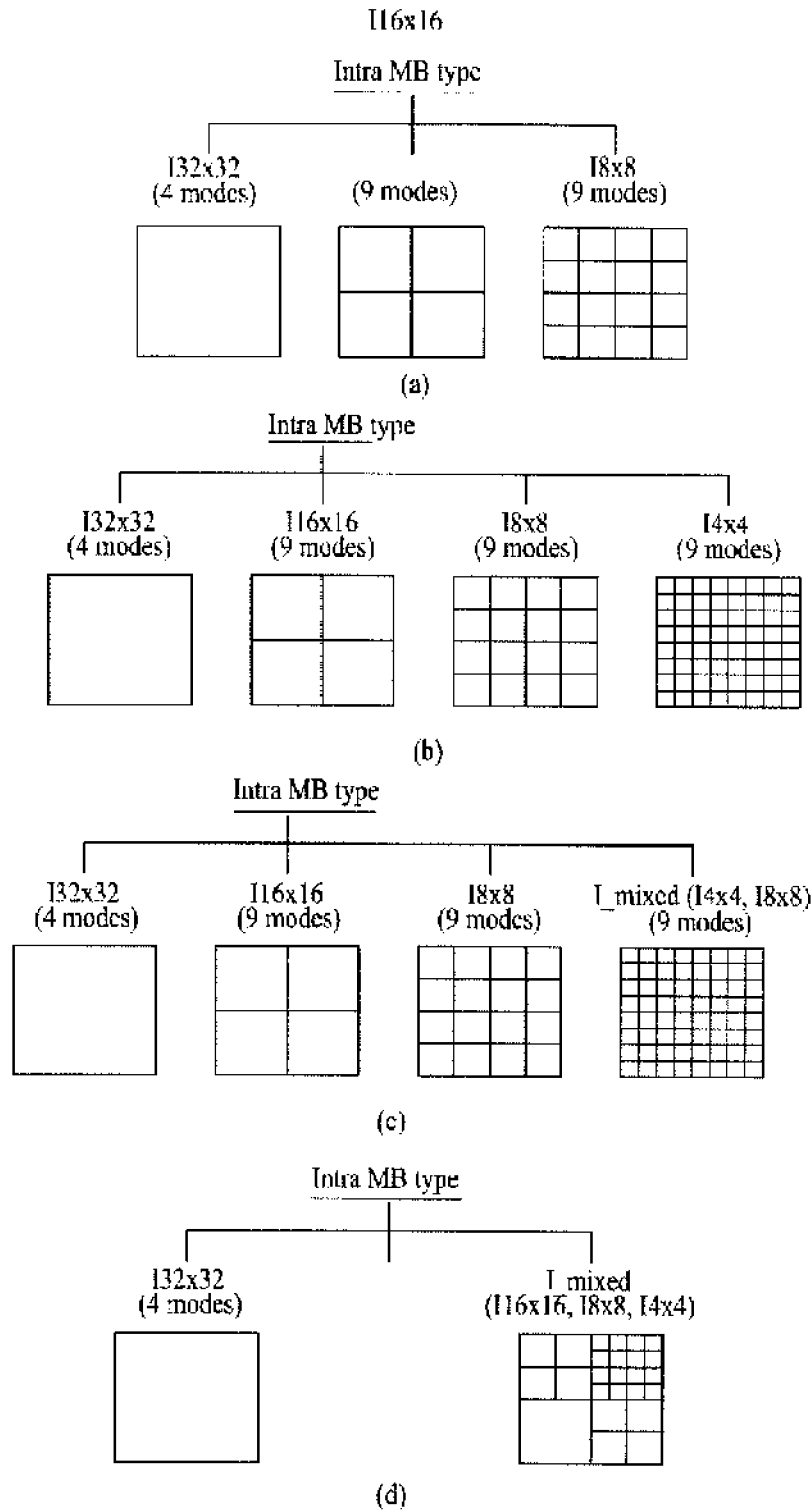 I16x16
Intra MB type
I32x32
(4 modes)
(9 modes)
I8x8
(9 modes)
(a)
Intra MB type
I32x32
(4 modes)
I16x16
(9 modes)
I8x8
(9 modes)
I4x4
(9 modes)
(b)
Intra MB type
I32x32
(4 modes)
I16x16
(9 modes)
I8x8
(9 modes)
I_mixed (I4x4, I8x8)
(9 modes)
(c)
Intra MB type
I32x32
(4 modes)
I_mixed
(I16x16, I8x8, I4x4)
(d)